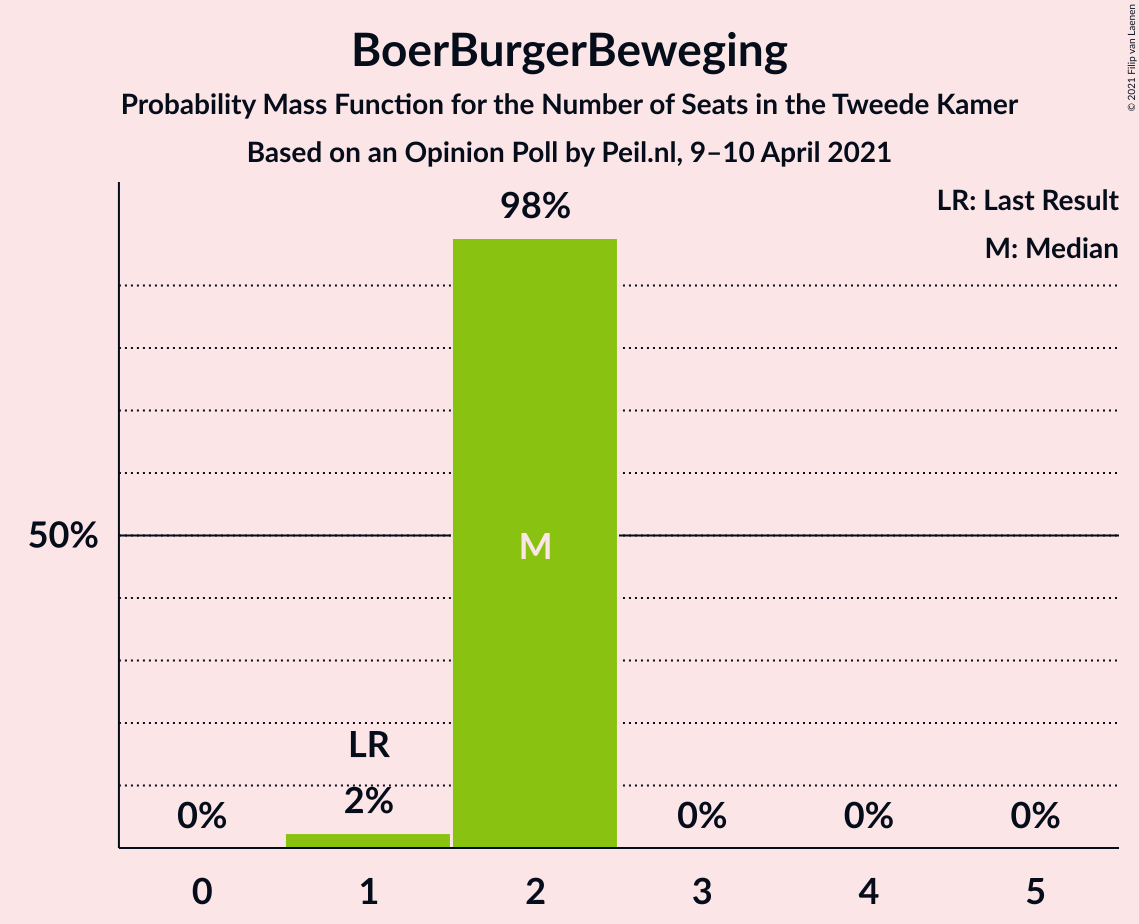 BoerBurgerBeweging
Probability Mass Function for the Number of Seats in the Tweede Kamer
Based on an Opinion Poll by Peil.nl, 9–10 April 2021
© 2021 Filip van Laenen
LR: Last Result
M: Median
98%
50%
M
LR
0%
2%
0%
0%
0%
0
1
2
3
4
5